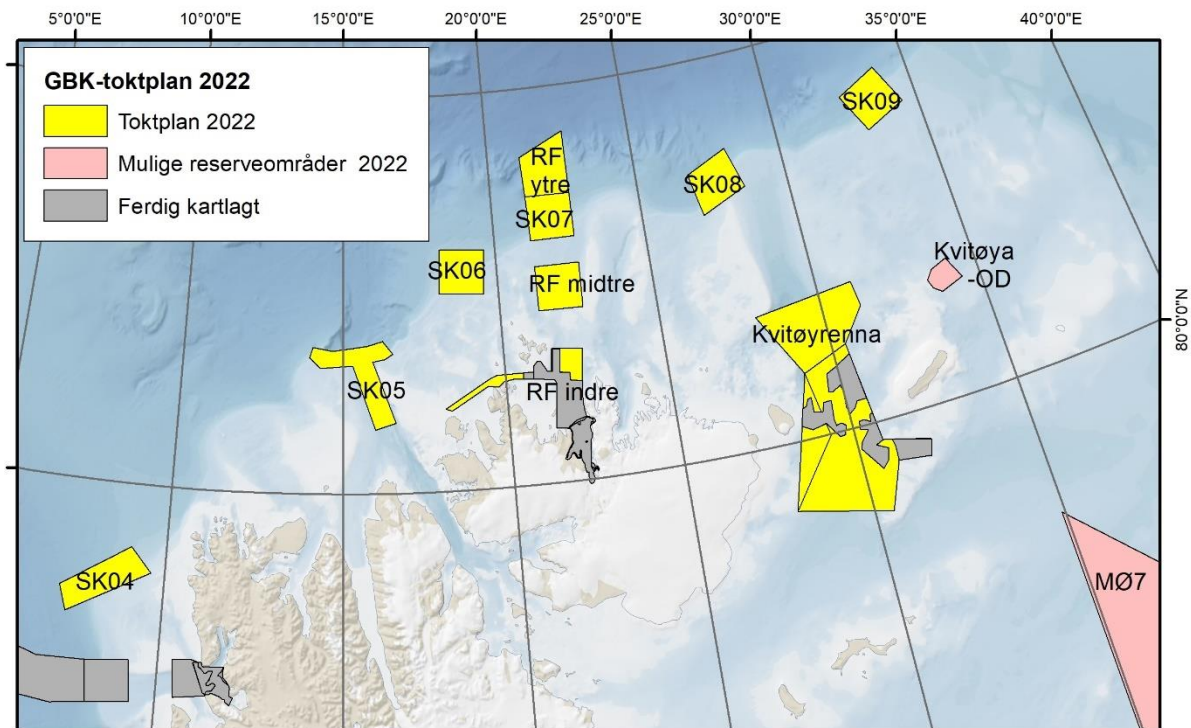 5°0'0"E 10°0'0"E 15°0'0"E 20°0'0"E 25°0'0"E 30°0'0"E 35°0'0"E 40°0'0"E
GBK-toktplan 2022
Toktplan 2022
Mulige reserveområder 2022
Ferdig kartlagt
SK09
RF
ytre
SK08
SK07
Kvitøya
-OD
SK06
RF midtre
80°0'0"N
Kvitøyrenna
SK05
RF indre
SK04
MØ7